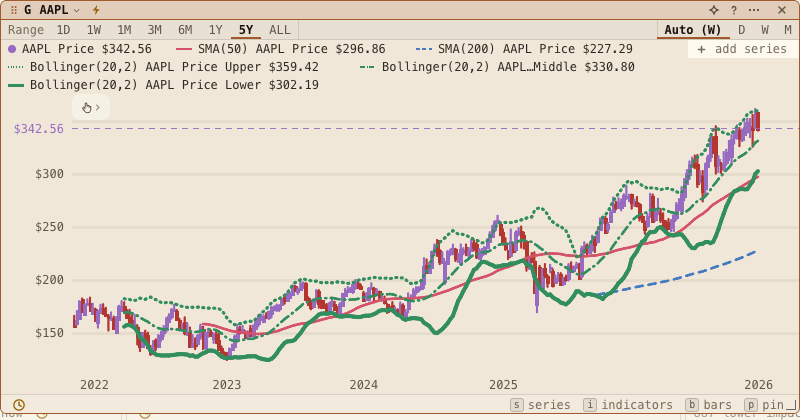 G AAPL
Range 1D 1W 1M 3M 6M 1Y 5Y ALL Auto (W) D W M
AAPL Price $342.56 SMA(50) AAPL Price $296.86 SMA(200) AAPL Price $227.29 + add series
Bollinger(20,2) AAPL Price Upper $359.42 Bollinger(20,2) AAPL…Middle $330.80
Bollinger(20,2) AAPL Price Lower $302.19
$342.56
$300
$250
$200
$150
2022 2023 2024 2025 2026
s series i indicators b bars p pin
now